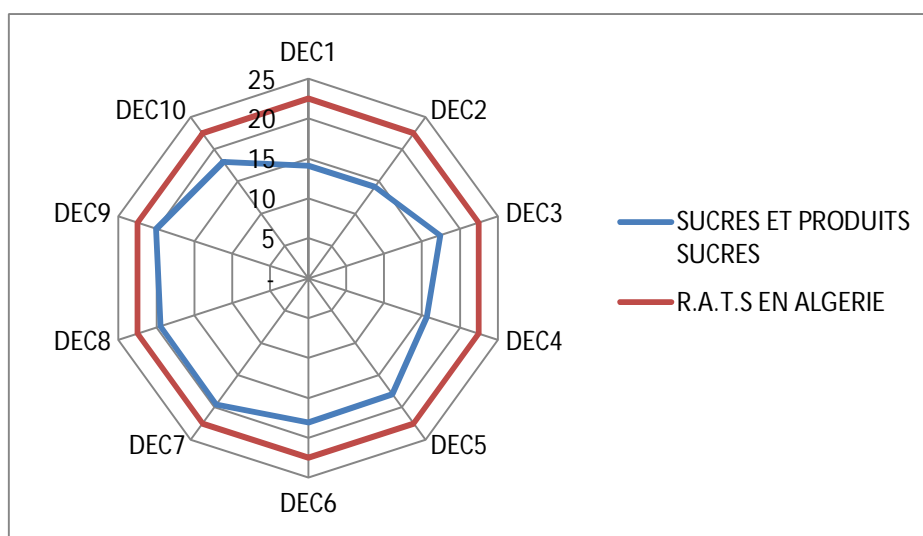 DEC1
25
DEC10
20
DEC2
15
10
DEC9
DEC3
5
-
SUCRES ET PRODUITS
SUCRES
R.A.T.S EN ALGERIE
DEC8
DEC4
DEC7
DEC5
DEC6